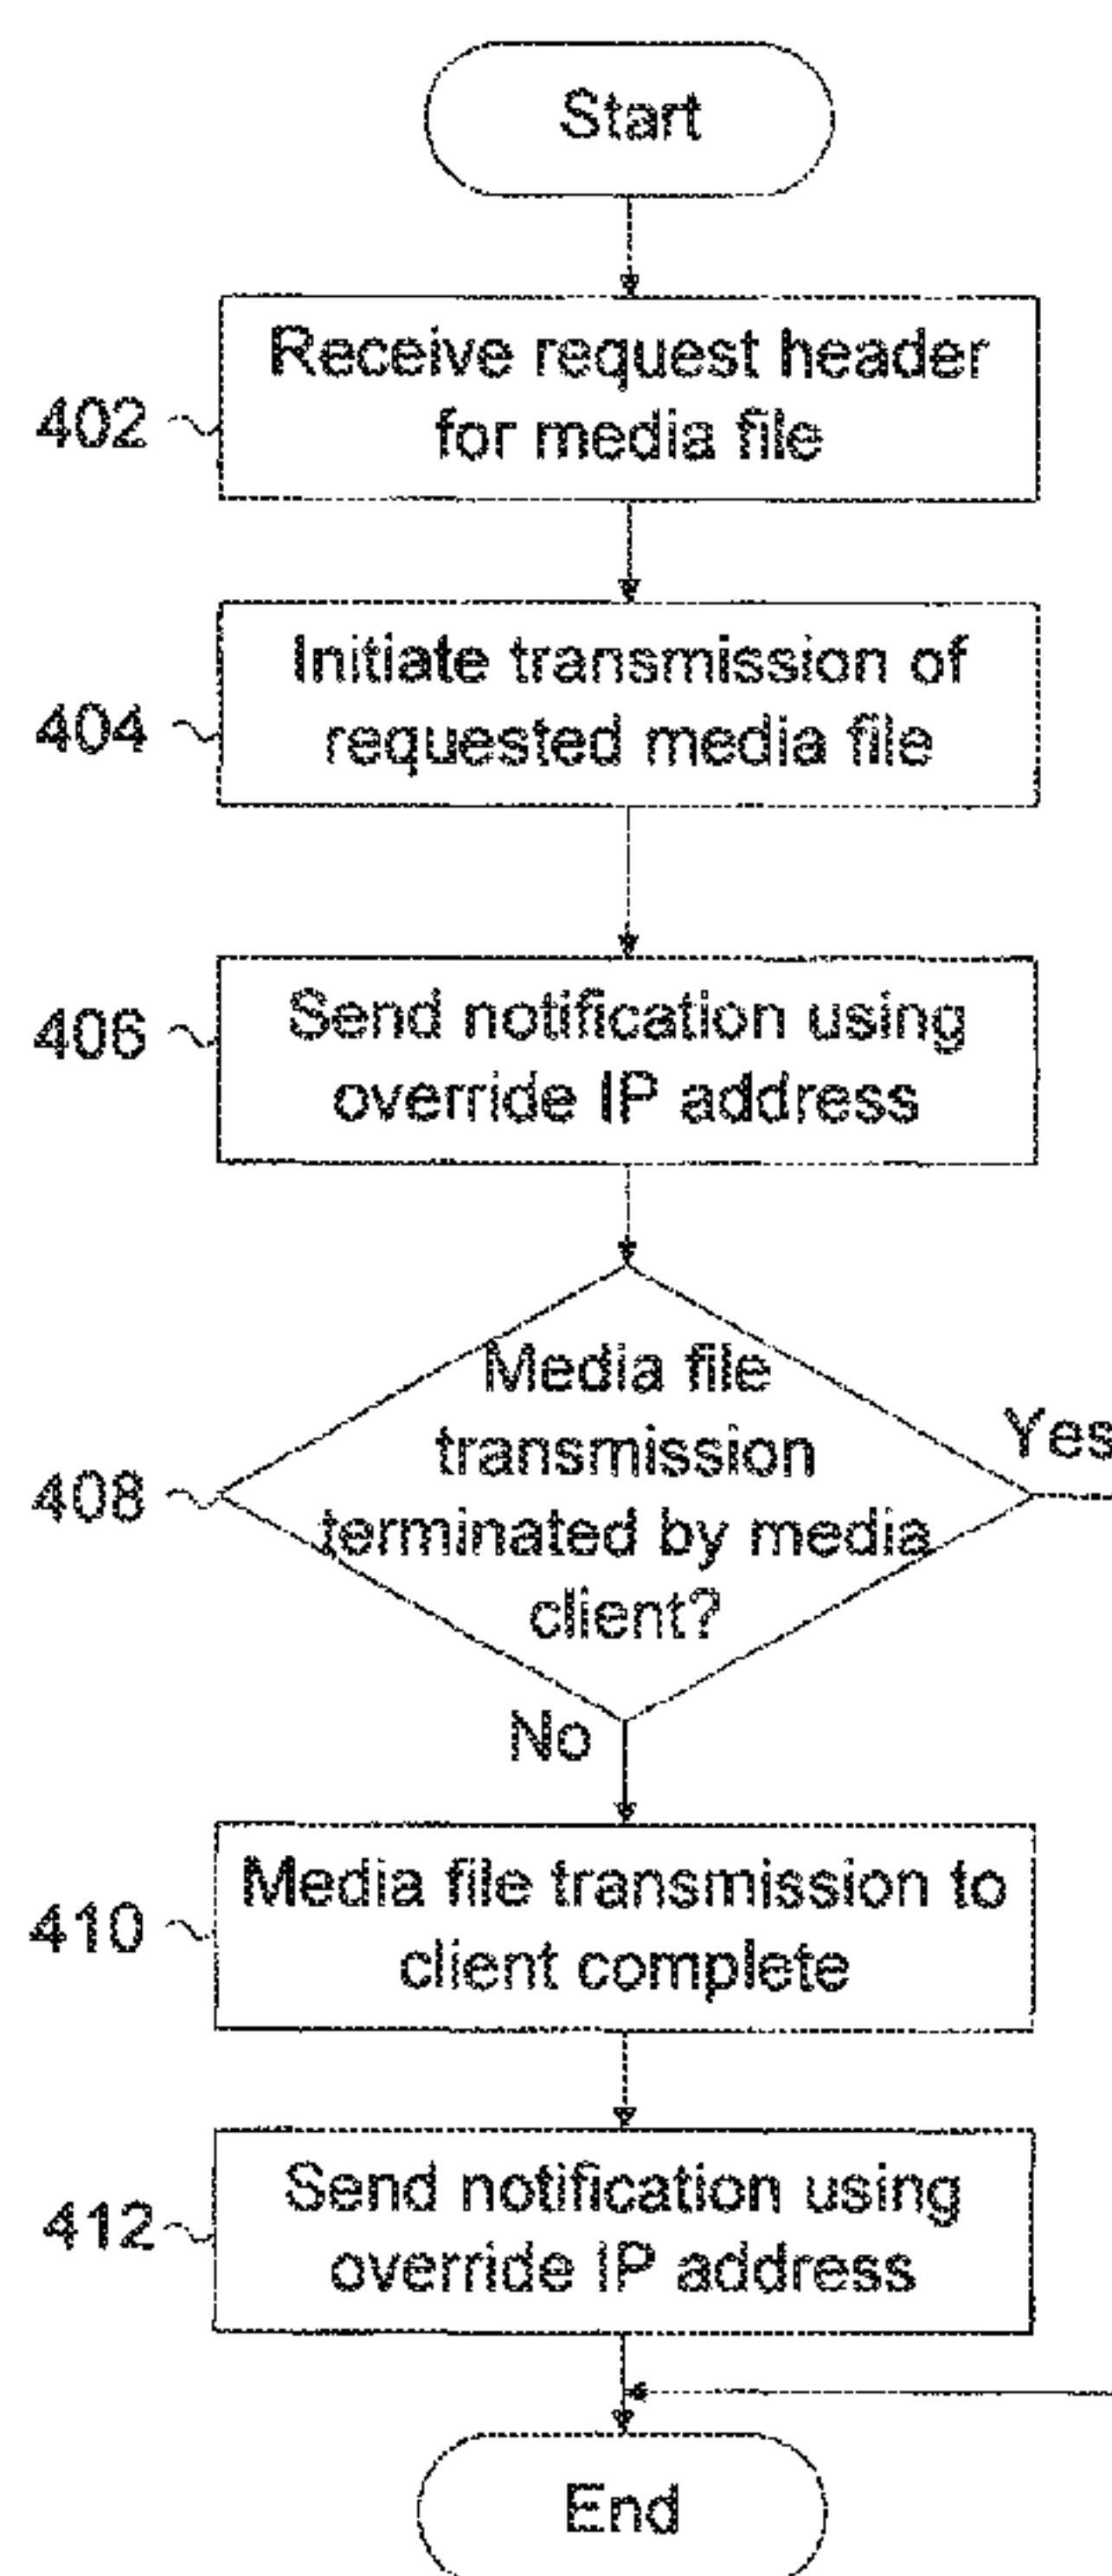 Start
Receive request header
for media file
402
Initiate transmission of
requested media file
404
Send notification using
override IP address
406
Media file
transmission
terminated by media
client?
408
Yes
No
Media file transmission to
client complete
410
Send notification using
override IP address
412
End